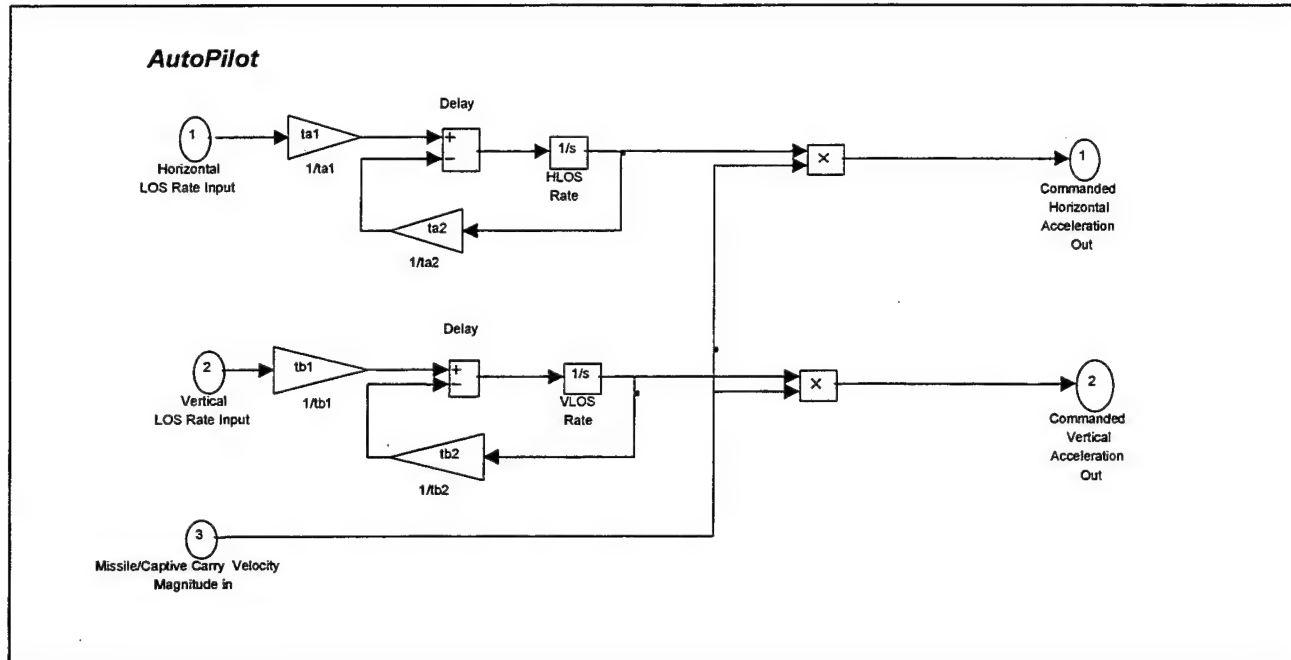 AutoPilot
Delay
1
ta1
+
−
1/s
×
1
Horizontal
LOS Rate Input
1/ta1
HLOS
Rate
Commanded
Horizontal
Acceleration
Out
ta2
1/ta2
Delay
2
tb1
+
−
1/s
×
2
Vertical
LOS Rate Input
1/tb1
VLOS
Rate
Commanded
Vertical
Acceleration
Out
tb2
1/tb2
3
Missile/Captive Carry Velocity
Magnitude in